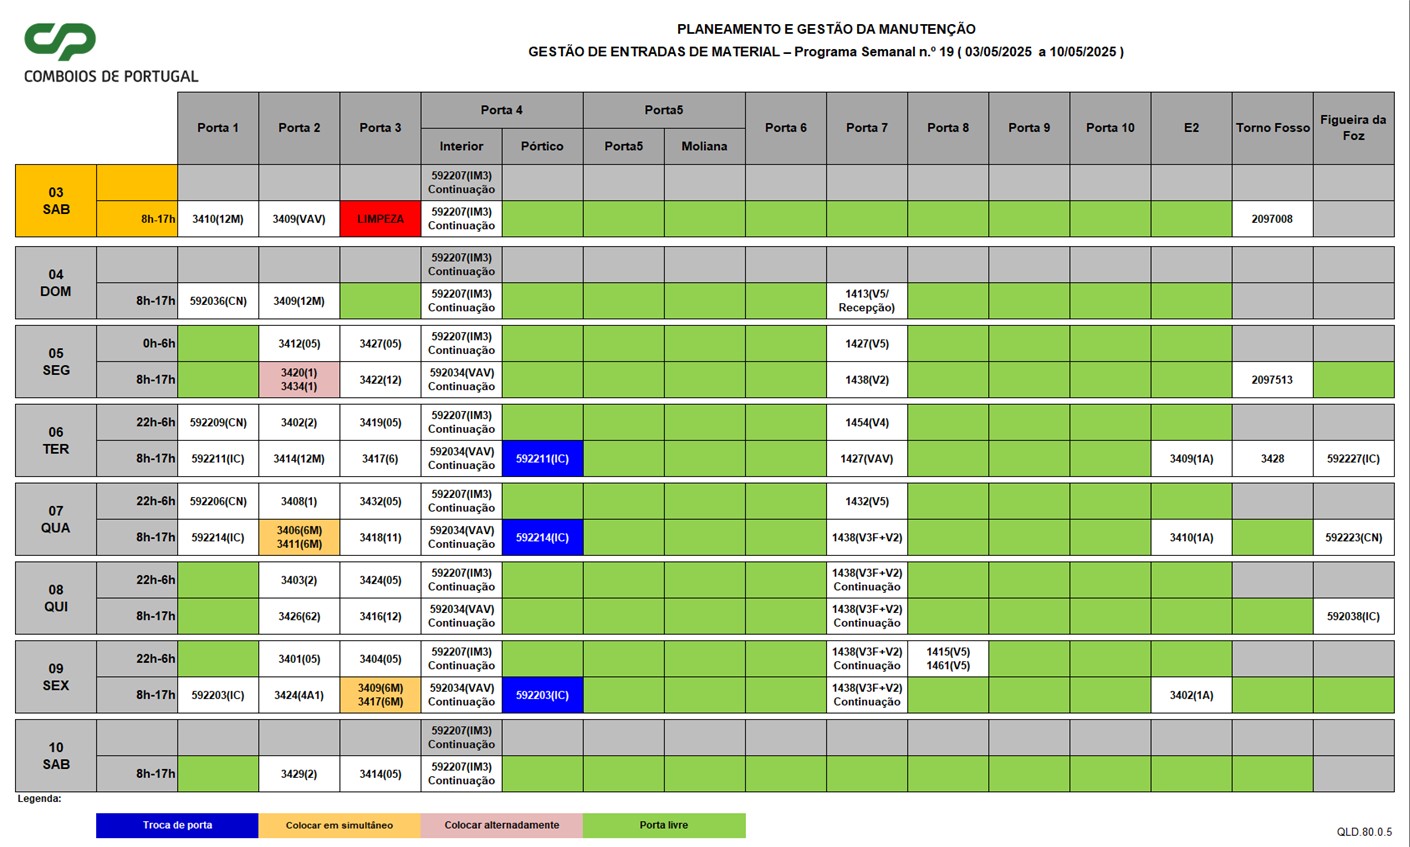 PLANEAMENTO E GESTÃO DA MANUTENÇÃO
GESTÃO DE ENTRADAS DE MATERIAL – Programa Semanal n.º 19 ( 03/05/2025 a 10/05/2025 )
CP
COMBOIOS DE PORTUGAL
Porta 1 Porta 2 Porta 3 Porta 4 Porta5 Porta 6 Porta 7 Porta 8 Porta 9 Porta 10 E2 Torno Fosso Figueira da
Foz
Interior Pórtico Porta5 Moliana
03
SAB
592207(IM3)
Continuação
8h-17h 3410(12M) 3409(VAV) LIMPEZA 592207(IM3) 2097008
Continuação
04
DOM
592207(IM3)
Continuação
8h-17h 592036(CN) 3409(12M) 592207(IM3) 1413(V5/
Continuação Recepção)
05
SEG
0h-6h 3412(05) 3427(05) 592207(IM3) 1427(V5)
Continuação
8h-17h 3420(1) 3422(12) 592034(VAV) 1438(V2) 2097513
3434(1) Continuação
06
TER
22h-6h 592209(CN) 3402(2) 3419(05) 592207(IM3) 1454(V4)
Continuação
8h-17h 592211(IC) 3414(12M) 3417(6) 592034(VAV) 592211(IC) 1427(VAV) 3409(1A) 3428 592227(IC)
Continuação
07
QUA
22h-6h 592206(CN) 3408(1) 3432(05) 592207(IM3) 1432(V5)
Continuação
8h-17h 592214(IC) 3406(6M) 3418(11) 592034(VAV) 592214(IC) 1438(V3F+V2) 3410(1A) 592223(CN)
3411(6M) Continuação
08
QUI
22h-6h 3403(2) 3424(05) 592207(IM3) 1438(V3F+V2)
Continuação Continuação
8h-17h 3426(62) 3416(12) 592034(VAV) 1438(V3F+V2) 592038(IC)
Continuação Continuação
09
SEX
22h-6h 3401(05) 3404(05) 592207(IM3) 1438(V3F+V2) 1415(V5)
Continuação Continuação 1461(V5)
8h-17h 592203(IC) 3424(4A1) 3409(6M) 592034(VAV) 592203(IC) 1438(V3F+V2) 3402(1A)
3417(6M) Continuação Continuação
10
SAB
592207(IM3)
Continuação
8h-17h 3429(2) 3414(05) 592207(IM3)
Continuação
Legenda:
Troca de porta Colocar em simultáneo Colocar alternadamente Porta livre
QLD.80.0.5